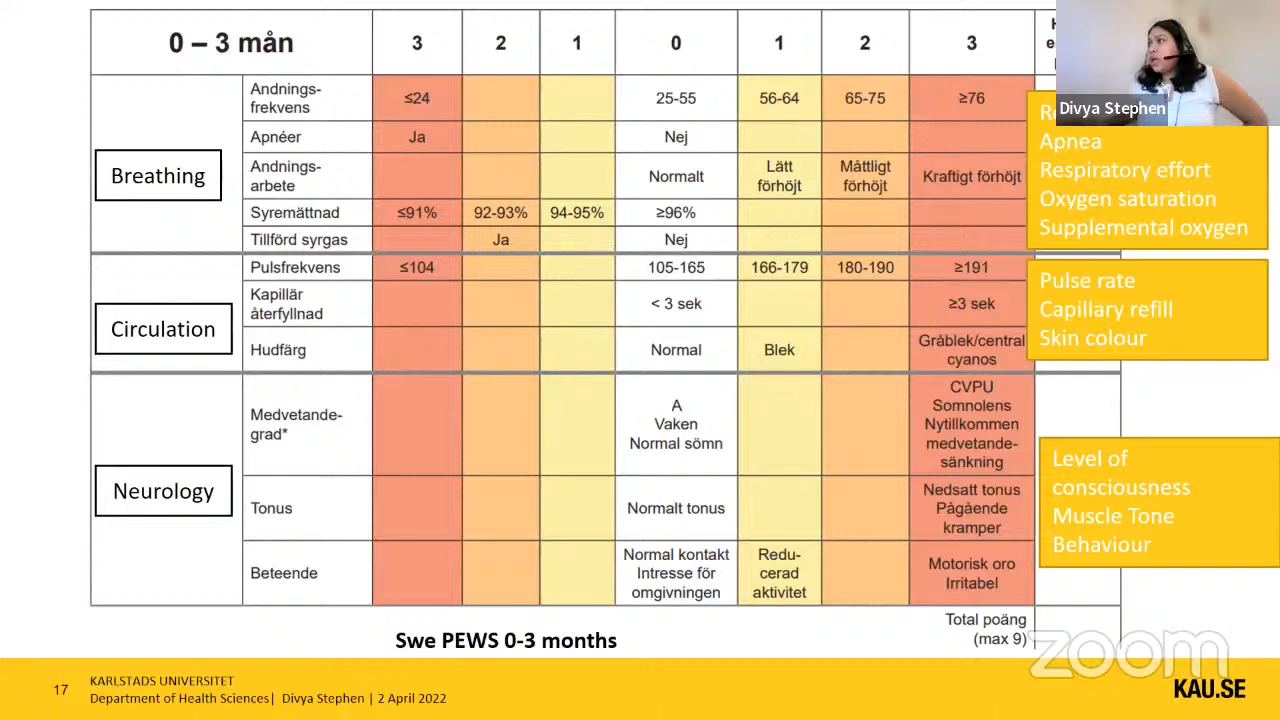 0 – 3 mån 3 2 1 0 1 2 3
Breathing
Andnings-
frekvens ≤24 25-55 56-64 65-75 ≥76
Apnéer Ja Nej
Andnings-
arbete Normalt Lätt
förhöjt Måttligt
förhöjt Kraftigt förhöjt
Syremättnad ≤91% 92-93% 94-95% ≥96%
Tillförd syrgas Ja Nej
Apnea
Respiratory effort
Oxygen saturation
Supplemental oxygen
Circulation
Pulsfrekvens ≤104 105-165 166-179 180-190 ≥191
Kapillär
återfyllnad < 3 sek ≥3 sek
Hudfärg Normal Blek Gråblek/central
cyanos
Pulse rate
Capillary refill
Skin colour
Neurology
Medvetande-
grad*
A
Vaken
Normal sömn
CVPU
Somnolens
Nytillkommen
medvetande-
sänkning
Tonus Normalt tonus
Nedsatt tonus
Pågående
kramper
Beteende
Normal kontakt
Intresse för
omgivningen
Redu-
cerad
aktivitet
Motorisk oro
Irritabel
Level of
consciousness
Muscle Tone
Behaviour
Total poäng
(max 9)
Swe PEWS 0-3 months
Divya Stephen
zoom
17
KARLSTADS UNIVERSITET
Department of Health Sciences| Divya Stephen | 2 April 2022
KAU.SE